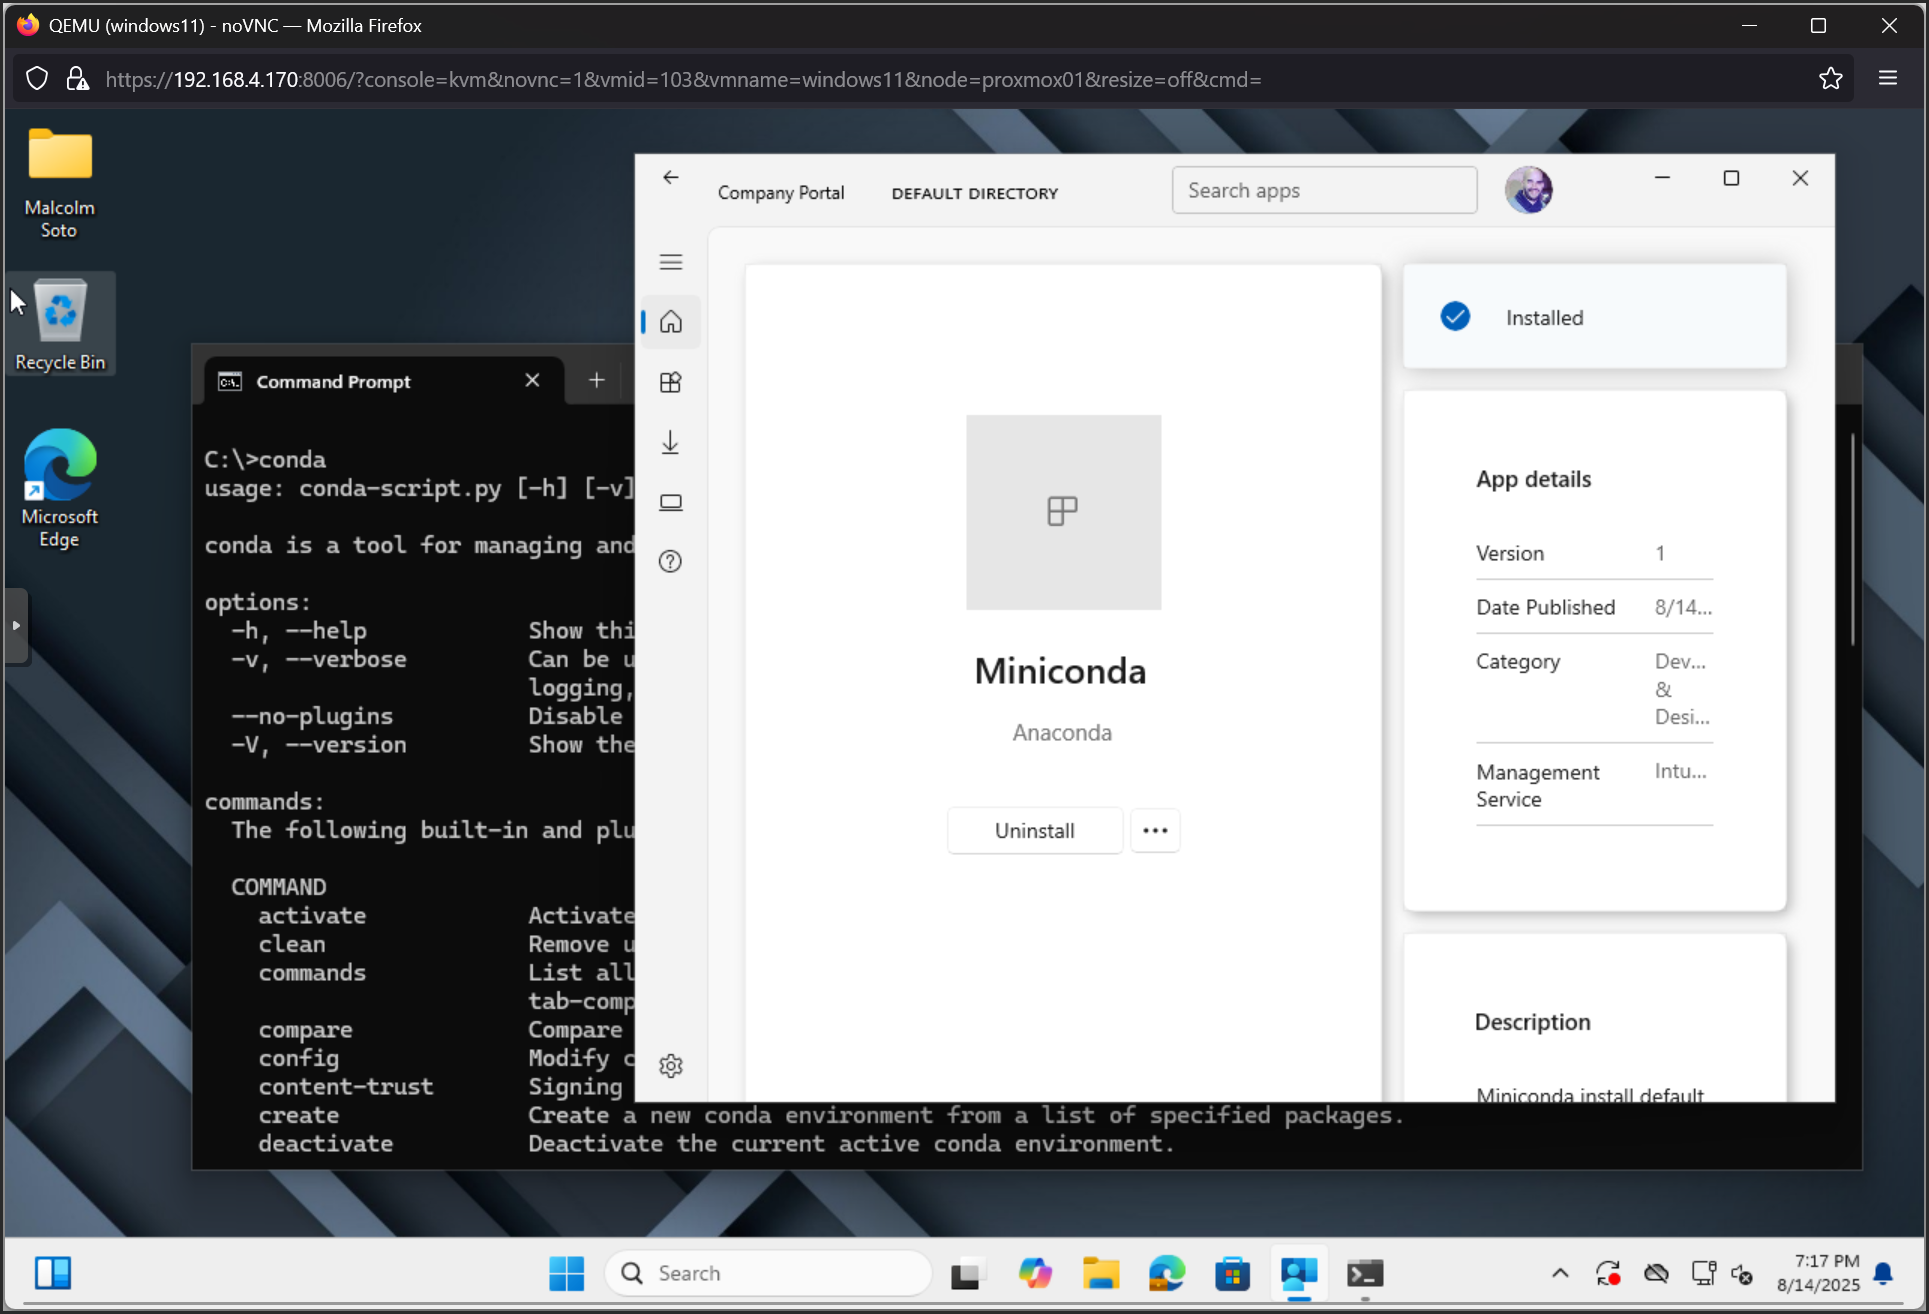 QEMU (windows11) - noVNC — Mozilla Firefox
https://192.168.4.170:8006/?console=kvm&novnc=1&vmid=103&vmname=windows11&node=proxmox01&resize=off&cmd=
Malcolm
Soto
Recycle Bin
Microsoft
Edge
Command Prompt
C:\>conda
usage: conda-script.py [-h] [-v]
conda is a tool for managing and
options:
-h, --help Show thi
-v, --verbose Can be u
logging,
--no-plugins Disable
-V, --version Show the
commands:
The following built-in and plu
COMMAND
activate Activate
clean Remove u
commands List all
tab-comp
compare Compare
config Modify c
content-trust Signing
create Create a new conda environment from a list of specified packages.
deactivate Deactivate the current active conda environment.
Company Portal
DEFAULT DIRECTORY
Search apps
Miniconda
Anaconda
Uninstall
Installed
App details
Version 1
Date Published 8/14...
Category Dev...
&
Desi...
Management Intu...
Service
Description
Miniconda install default
Search
7:17 PM
8/14/2025